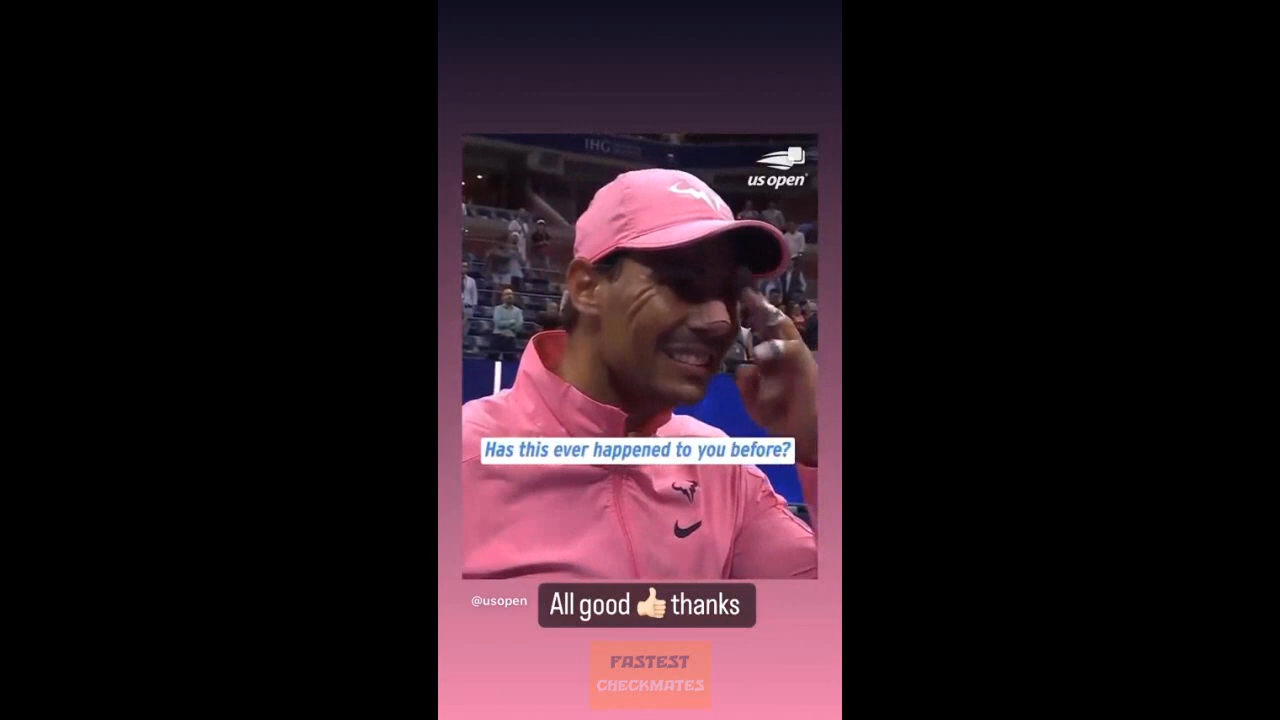 IHG
us open
Has this ever happened to you before?
@usopen
All good 👍🏻 thanks
FASTEST
CHECKMATES